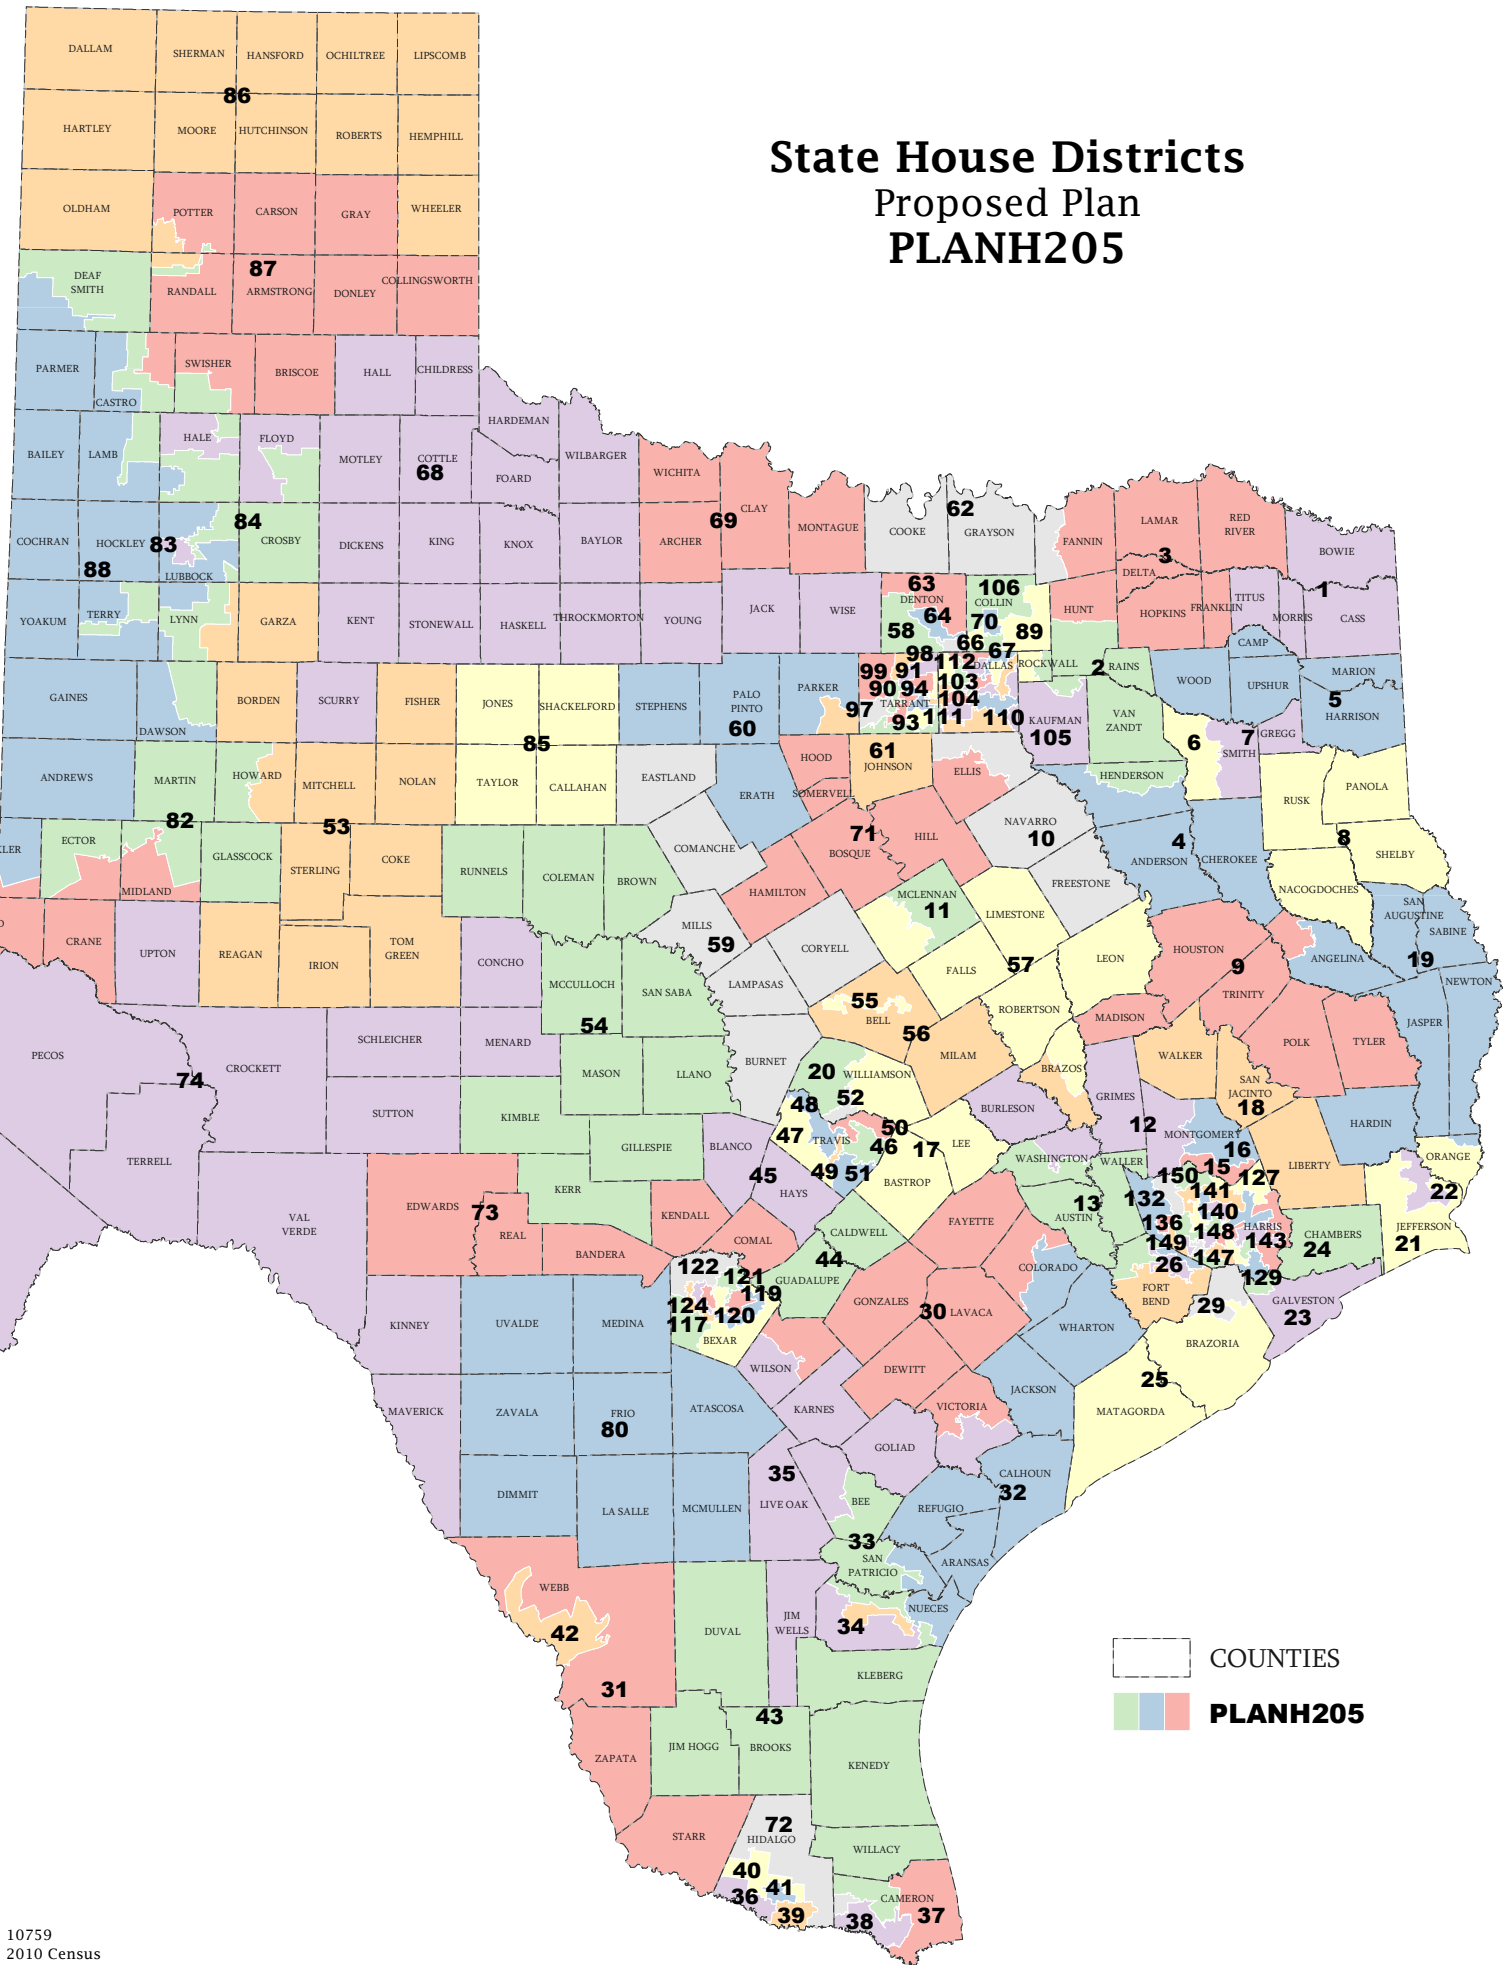 State House Districts
Proposed Plan
PLANH205
DALLAM
SHERMAN
HANSFORD
OCHILTREE
LIPSCOMB
86
HARTLEY
MOORE
HUTCHINSON
ROBERTS
HEMPHILL
OLDHAM
POTTER
CARSON
GRAY
WHEELER
DEAF
SMITH
87
RANDALL
ARMSTRONG
DONLEY
COLLINGSWORTH
PARMER
CASTRO
SWISHER
BRISCOE
HALL
CHILDRESS
HARDEMAN
BAILEY
LAMB
HALE
FLOYD
MOTLEY
COTTLE
68
FOARD
WILBARGER
WICHITA
CLAY
69
ARCHER
MONTAGUE
COOKE
62
GRAYSON
FANNIN
LAMAR
RED
RIVER
3
DELTA
BOWIE
COCHRAN
HOCKLEY
88
83
84
LUBBOCK
CROSBY
DICKENS
KING
KNOX
BAYLOR
YOAKUM
TERRY
LYNN
GARZA
KENT
STONEWALL
HASKELL
THROCKMORTON
YOUNG
JACK
WISE
63
DENTON
64
58
106
COLLIN
70
66
67
89
HUNT
HOPKINS
FRANKLIN
TITUS
MORRIS
1
CASS
CAMP
98
112
DALLAS
ROCKWALL
2
RAINS
WOOD
UPSHUR
MARION
5
HARRISON
99
91
103
90
94
104
TARRANT
97
93
111
110
GAINES
DAWSON
BORDEN
SCURRY
FISHER
JONES
SHACKELFORD
STEPHENS
PALO
PINTO
60
PARKER
KAUFMAN
105
VAN
ZANDT
6
7
SMITH
GREGG
85
ANDREWS
MARTIN
HOWARD
MITCHELL
NOLAN
TAYLOR
CALLAHAN
EASTLAND
ERATH
HOOD
SOMERVELL
61
JOHNSON
ELLIS
HENDERSON
RUSK
PANOLA
82
53
KLER
ECTOR
MIDLAND
GLASSCOCK
STERLING
COKE
RUNNELS
COLEMAN
BROWN
COMANCHE
71
BOSQUE
HILL
NAVARRO
10
4
ANDERSON
CHEROKEE
8
SHELBY
NACOGDOCHES
HAMILTON
MCLENNAN
11
LIMESTONE
FREESTONE
SAN
AUGUSTINE
SABINE
CRANE
UPTON
REAGAN
IRION
TOM
GREEN
CONCHO
MCCULLOCH
SAN SABA
MILLS
59
CORYELL
LAMPASAS
FALLS
57
LEON
HOUSTON
9
ANGELINA
19
NEWTON
TRINITY
JASPER
54
55
BELL
56
ROBERTSON
MADISON
POLK
TYLER
PECOS
74
CROCKETT
SCHLEICHER
MENARD
MASON
LLANO
BURNET
20
WILLIAMSON
52
MILAM
BRAZOS
WALKER
SAN
JACINTO
18
SUTTON
KIMBLE
48
50
BURLESON
GRIMES
12
MONTGOMERY
16
HARDIN
TERRELL
GILLESPIE
BLANCO
47
TRAVIS
46
17
LEE
WASHINGTON
WALLER
150
15
127
LIBERTY
ORANGE
45
49
51
BASTROP
HAYS
22
VAL
VERDE
EDWARDS
73
REAL
KERR
KENDALL
COMAL
CALDWELL
44
FAYETTE
AUSTIN
13
132
141
140
136
HARRIS
148
149
147
143
26
129
CHAMBERS
24
JEFFERSON
21
BANDERA
122
121
GUADALUPE
119
124
120
117
BEXAR
COLORADO
FORT
BEND
29
GALVESTON
23
GONZALES
30
LAVACA
KINNEY
UVALDE
MEDINA
WHARTON
BRAZORIA
WILSON
DEWITT
JACKSON
25
MATAGORDA
MAVERICK
ZAVALA
FRIO
80
ATASCOSA
KARNES
VICTORIA
GOLIAD
35
LIVE OAK
CALHOUN
32
DIMMIT
LA SALLE
MCMULLEN
BEE
REFUGIO
33
SAN
PATRICIO
ARANSAS
WEBB
42
31
DUVAL
JIM
WELLS
34
NUECES
KLEBERG
43
ZAPATA
JIM HOGG
BROOKS
KENEDY
STARR
72
HIDALGO
WILLACY
40
41
36
39
38
CAMERON
37
COUNTIES
PLANH205
10759
2010 Census